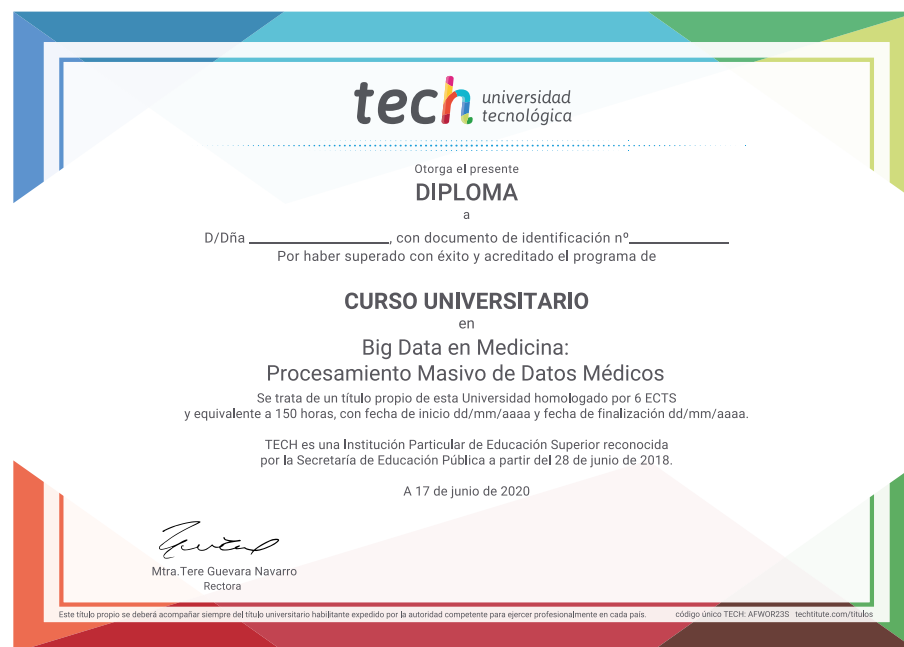 tech universidad
tecnológica
Otorga el presente
DIPLOMA
a
D/Dña ________________, con documento de identificación nº____________
Por haber superado con éxito y acreditado el programa de
CURSO UNIVERSITARIO
en
Big Data en Medicina:
Procesamiento Masivo de Datos Médicos
Se trata de un título propio de esta Universidad homologado por 6 ECTS
y equivalente a 150 horas, con fecha de inicio dd/mm/aaaa y fecha de finalización dd/mm/aaaa.
TECH es una Institución Particular de Educación Superior reconocida
por la Secretaría de Educación Pública a partir del 28 de junio de 2018.
A 17 de junio de 2020
Mtra.Tere Guevara Navarro
Rectora
Este título propio se deberá acompañar siempre del título universitario habilitante expedido por la autoridad competente para ejercer profesionalmente en cada país. código único TECH: AFWOR23S techtitute.com/titulos